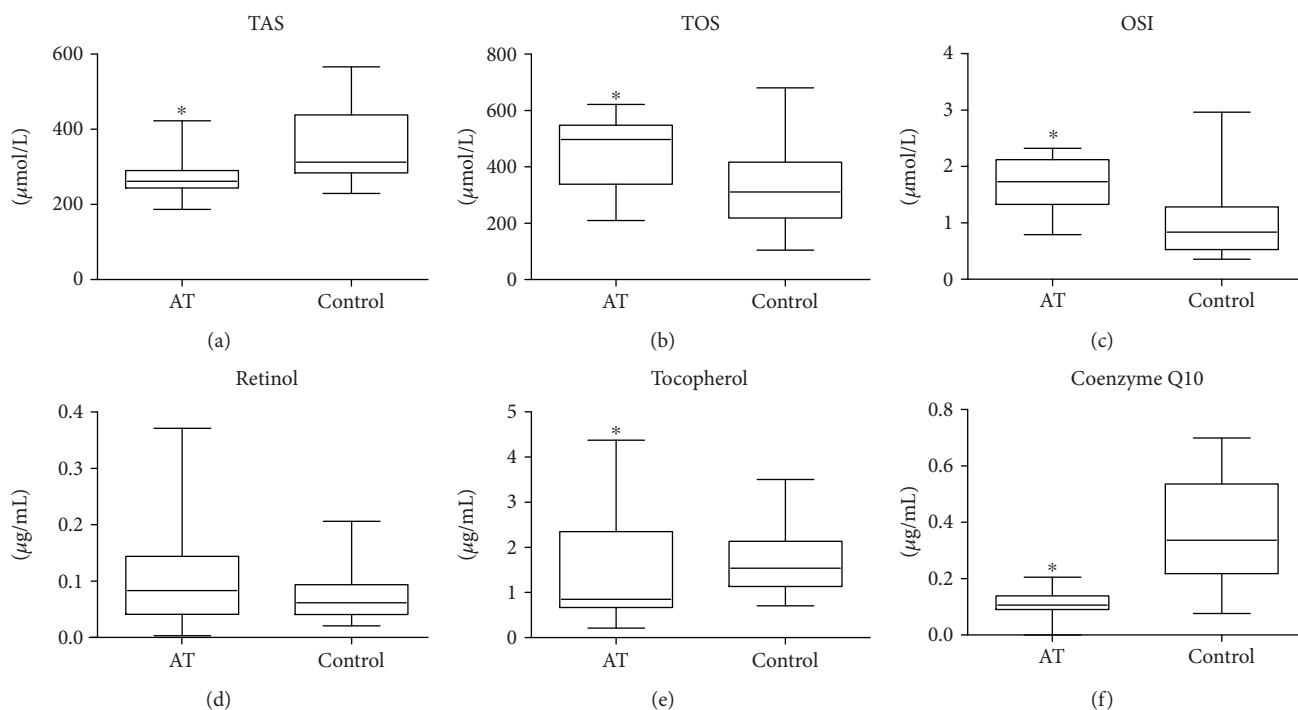 TAS
TOS
OSI
600
400
200
0
(µmol/L)
*
AT
Control
(a)
800
600
400
200
0
(µmol/L)
*
AT
Control
(b)
4
3
2
1
0
(µmol/L)
*
AT
Control
(c)
Retinol
Tocopherol
Coenzyme Q10
0.4
0.3
0.2
0.1
0.0
(µg/mL)
AT
Control
(d)
5
4
3
2
1
0
(µg/mL)
*
AT
Control
(e)
0.8
0.6
0.4
0.2
0.0
(µg/mL)
*
AT
Control
(f)